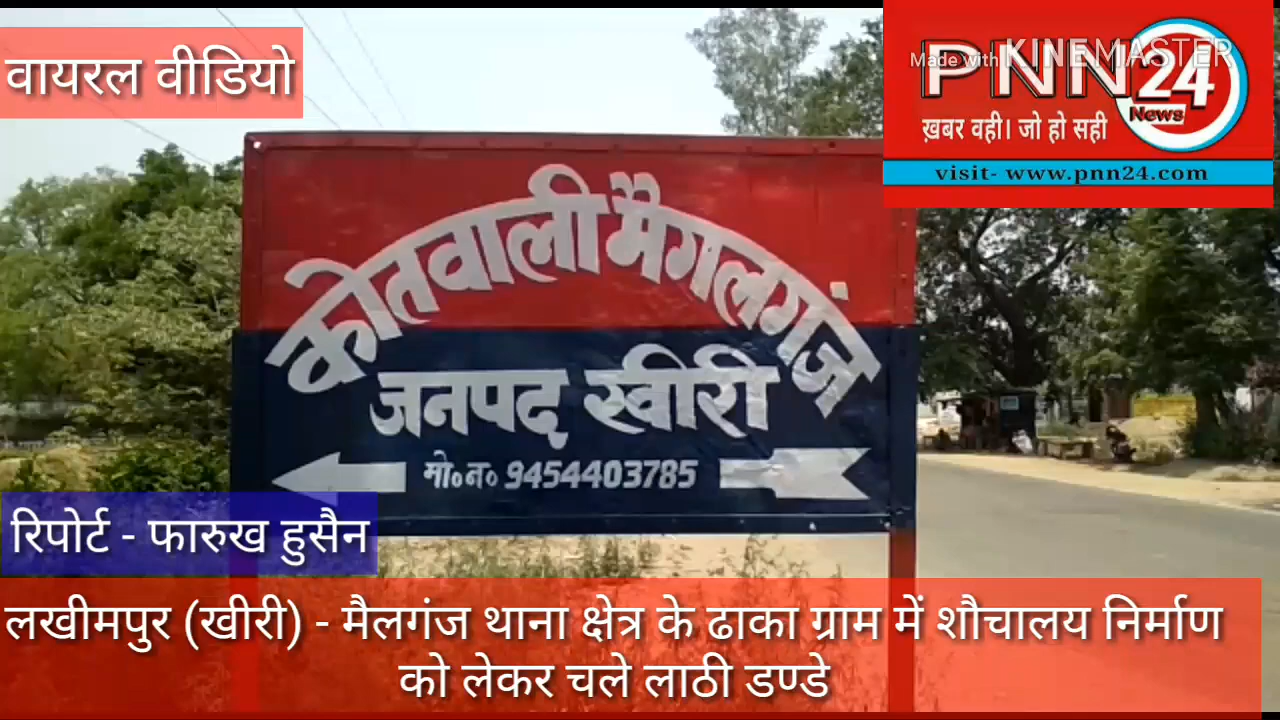 वायरल वीडियो
Made with KINEMASTER
PNN24
News
ख़बर वही। जो हो सही
visit- www.pnn24.com
कोतवाली मैगलगंज
जनपद खीरी
मो०न० 9454403785
रिपोर्ट - फारुख हुसैन
लखीमपुर (खीरी) - मैलगंज थाना क्षेत्र के ढाका ग्राम में शौचालय निर्माण
को लेकर चले लाठी डण्डे